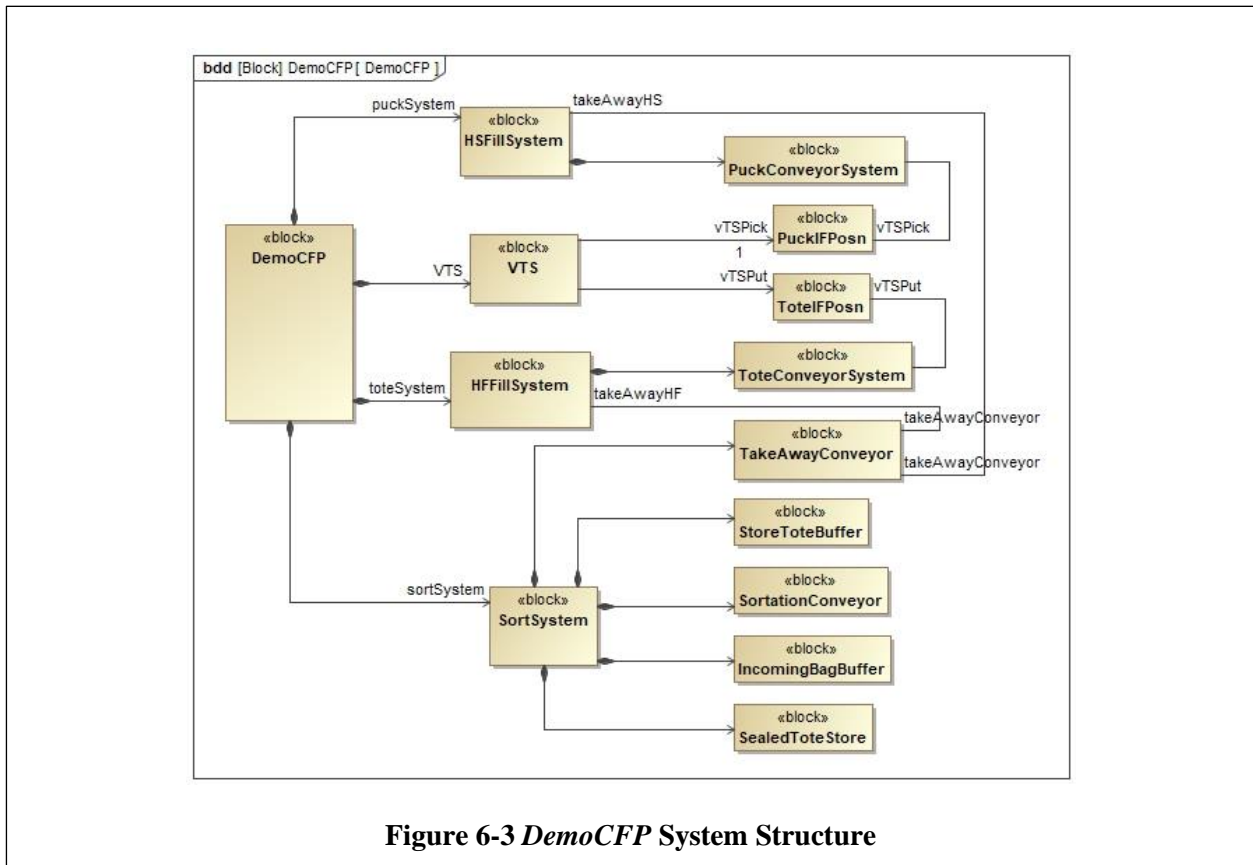 bdd [Block] DemoCFP[ DemoCFP ]
puckSystem
takeAwayHS
«block»
HSFillSystem
«block»
PuckConveyorSystem
«block»
DemoCFP
VTS
«block»
VTS
vTSPick
1
«block»
PuckIFPosn
vTSPick
vTSPut
«block»
ToteIFPosn
vTSPut
toteSystem
«block»
HFFillSystem
«block»
ToteConveyorSystem
takeAwayHF
takeAwayConveyor
«block»
TakeAwayConveyor
takeAwayConveyor
«block»
StoreToteBuffer
sortSystem
«block»
SortSystem
«block»
SortationConveyor
«block»
IncomingBagBuffer
«block»
SealedToteStore
Figure 6-3 DemoCFP System Structure